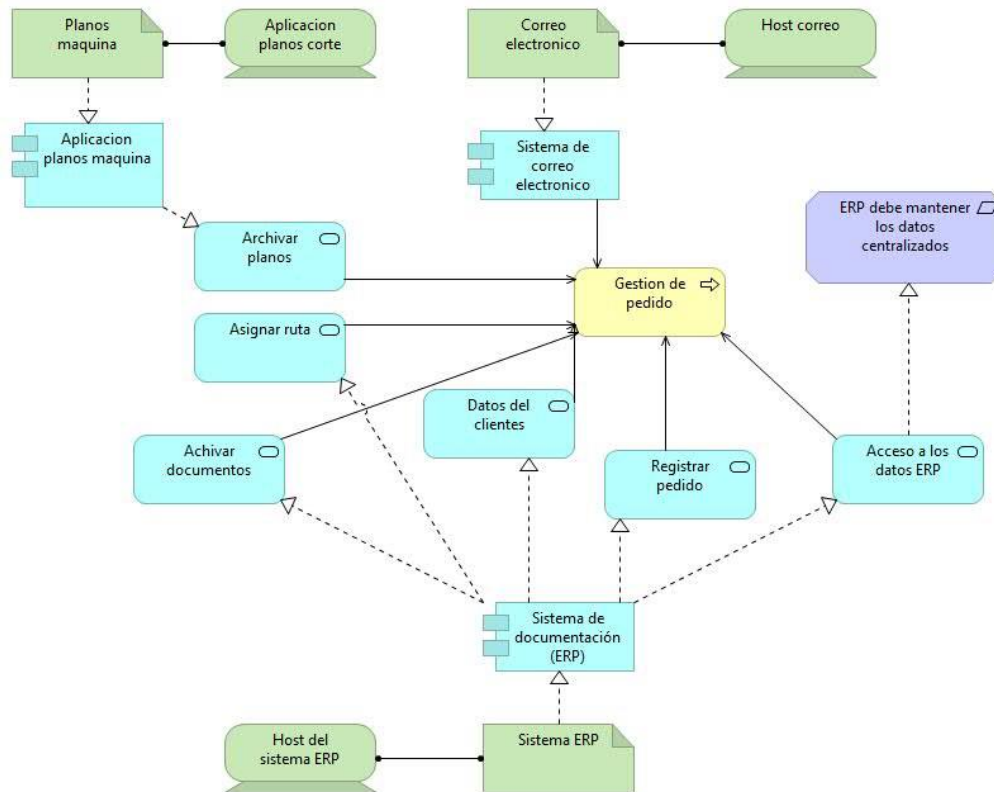 Planos
maquina
Aplicacion
planos corte
Correo
electronico
Host correo
Aplicacion
planos maquina
Sistema de
correo
electronico
ERP debe mantener
los datos
centralizados
Archivar
planos
Gestion de
pedido
Asignar ruta
Datos del
clientes
Achivar
documentos
Registrar
pedido
Acceso a los
datos ERP
Sistema de
documentación
(ERP)
Host del
sistema ERP
Sistema ERP